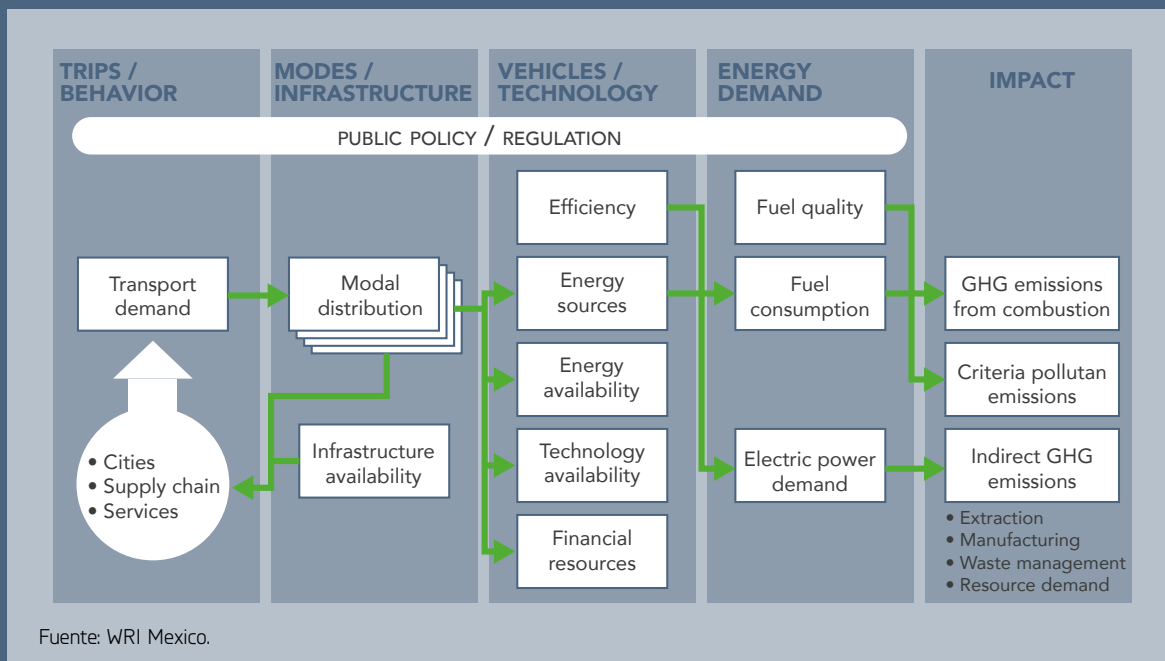 TRIPS /
BEHAVIOR
MODES /
INFRASTRUCTURE
VEHICLES /
TECHNOLOGY
ENERGY
DEMAND
IMPACT
PUBLIC POLICY / REGULATION
Transport
demand
• Cities
• Supply chain
• Services
Modal
distribution
Infrastructure
availability
Efficiency
Energy
sources
Energy
availability
Technology
availability
Financial
resources
Fuel quality
Fuel
consumption
Electric power
demand
GHG emissions
from combustion
Criteria pollutan
emissions
Indirect GHG
emissions
• Extraction
• Manufacturing
• Waste management
• Resource demand
Fuente: WRI Mexico.